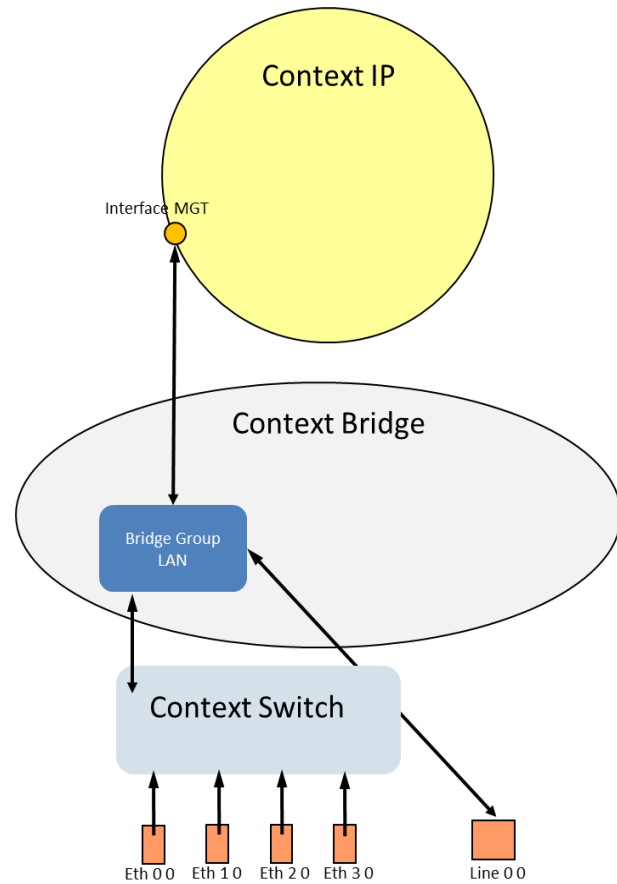 Context IP
Interface MGT
Context Bridge
Bridge Group
LAN
Context Switch
Eth 0 0
Eth 1 0
Eth 2 0
Eth 3 0
Line 0 0